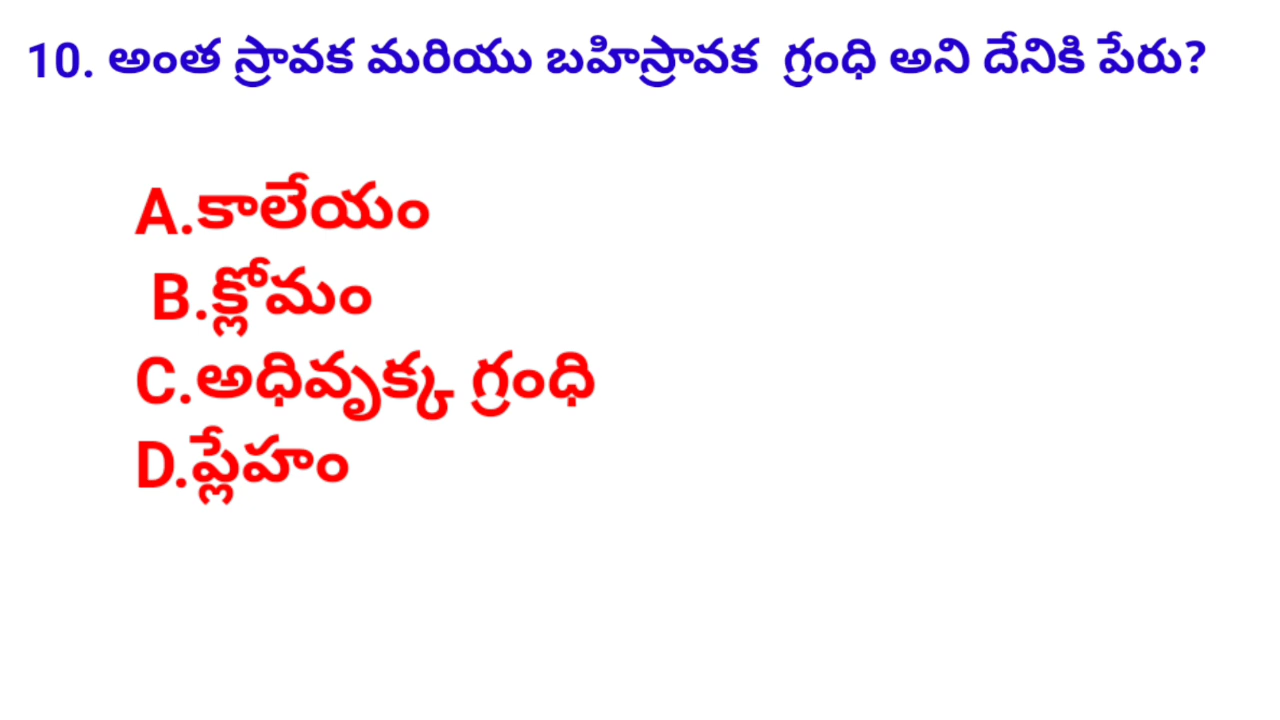 10. అంత స్రావక మరియు బహిస్రావక గ్రంధి అని దేనికి పేరు?
A.కాలేయం
B.క్లోమం
C.అధివృక్క గ్రంధి
D.ప్లేహం